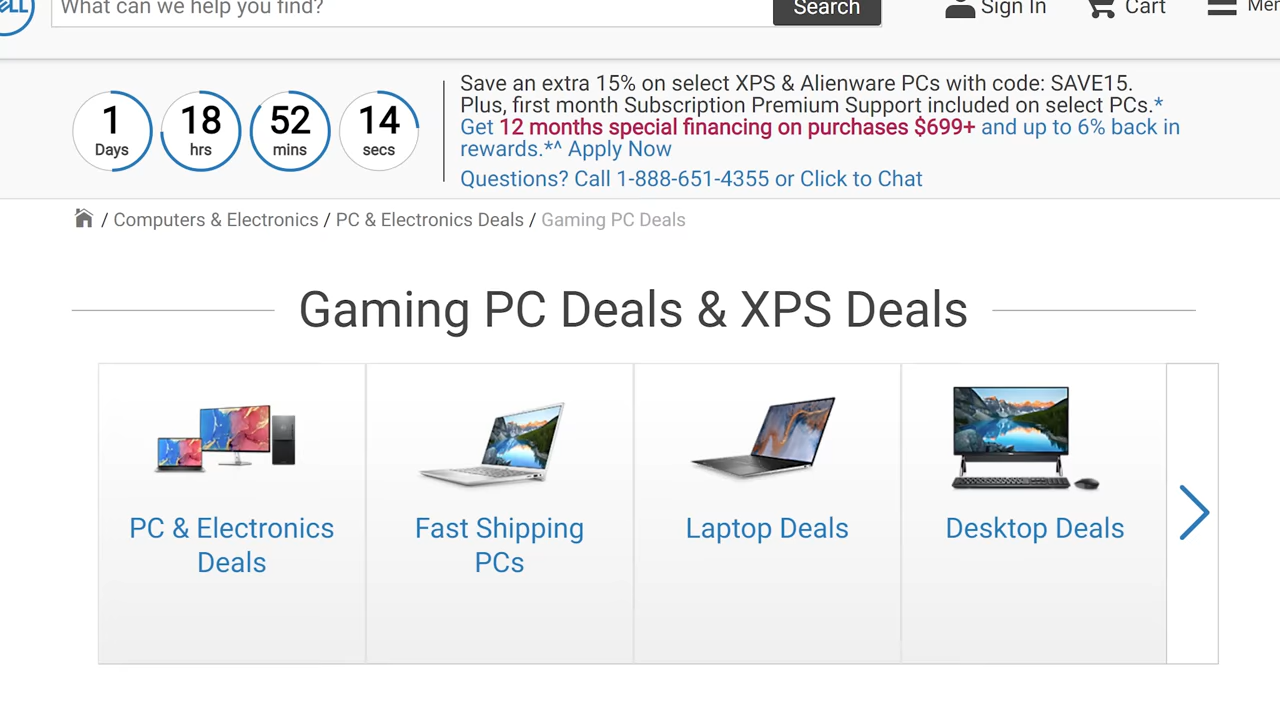 What can we help you find?
Search
Sign In
Cart
1
Days
18
hrs
52
mins
14
secs
Save an extra 15% on select XPS & Alienware PCs with code: SAVE15.
Plus, first month Subscription Premium Support included on select PCs.*
Get 12 months special financing on purchases $699+ and up to 6% back in
rewards.*^ Apply Now
Questions? Call 1-888-651-4355 or Click to Chat
/ Computers & Electronics / PC & Electronics Deals / Gaming PC Deals
Gaming PC Deals & XPS Deals
PC & Electronics
Deals
Fast Shipping
PCs
Laptop Deals
Desktop Deals